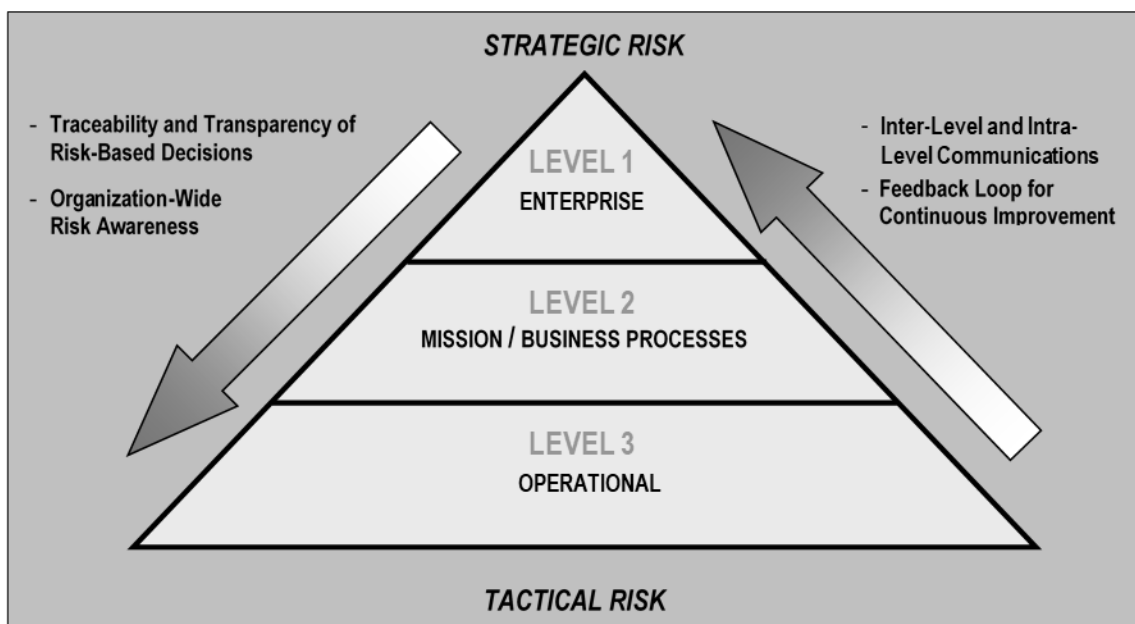 STRATEGIC RISK
- Traceability and Transparency of
Risk-Based Decisions
- Organization-Wide
Risk Awareness
LEVEL 1
ENTERPRISE
- Inter-Level and Intra-
Level Communications
- Feedback Loop for
Continuous Improvement
LEVEL 2
MISSION / BUSINESS PROCESSES
LEVEL 3
OPERATIONAL
TACTICAL RISK